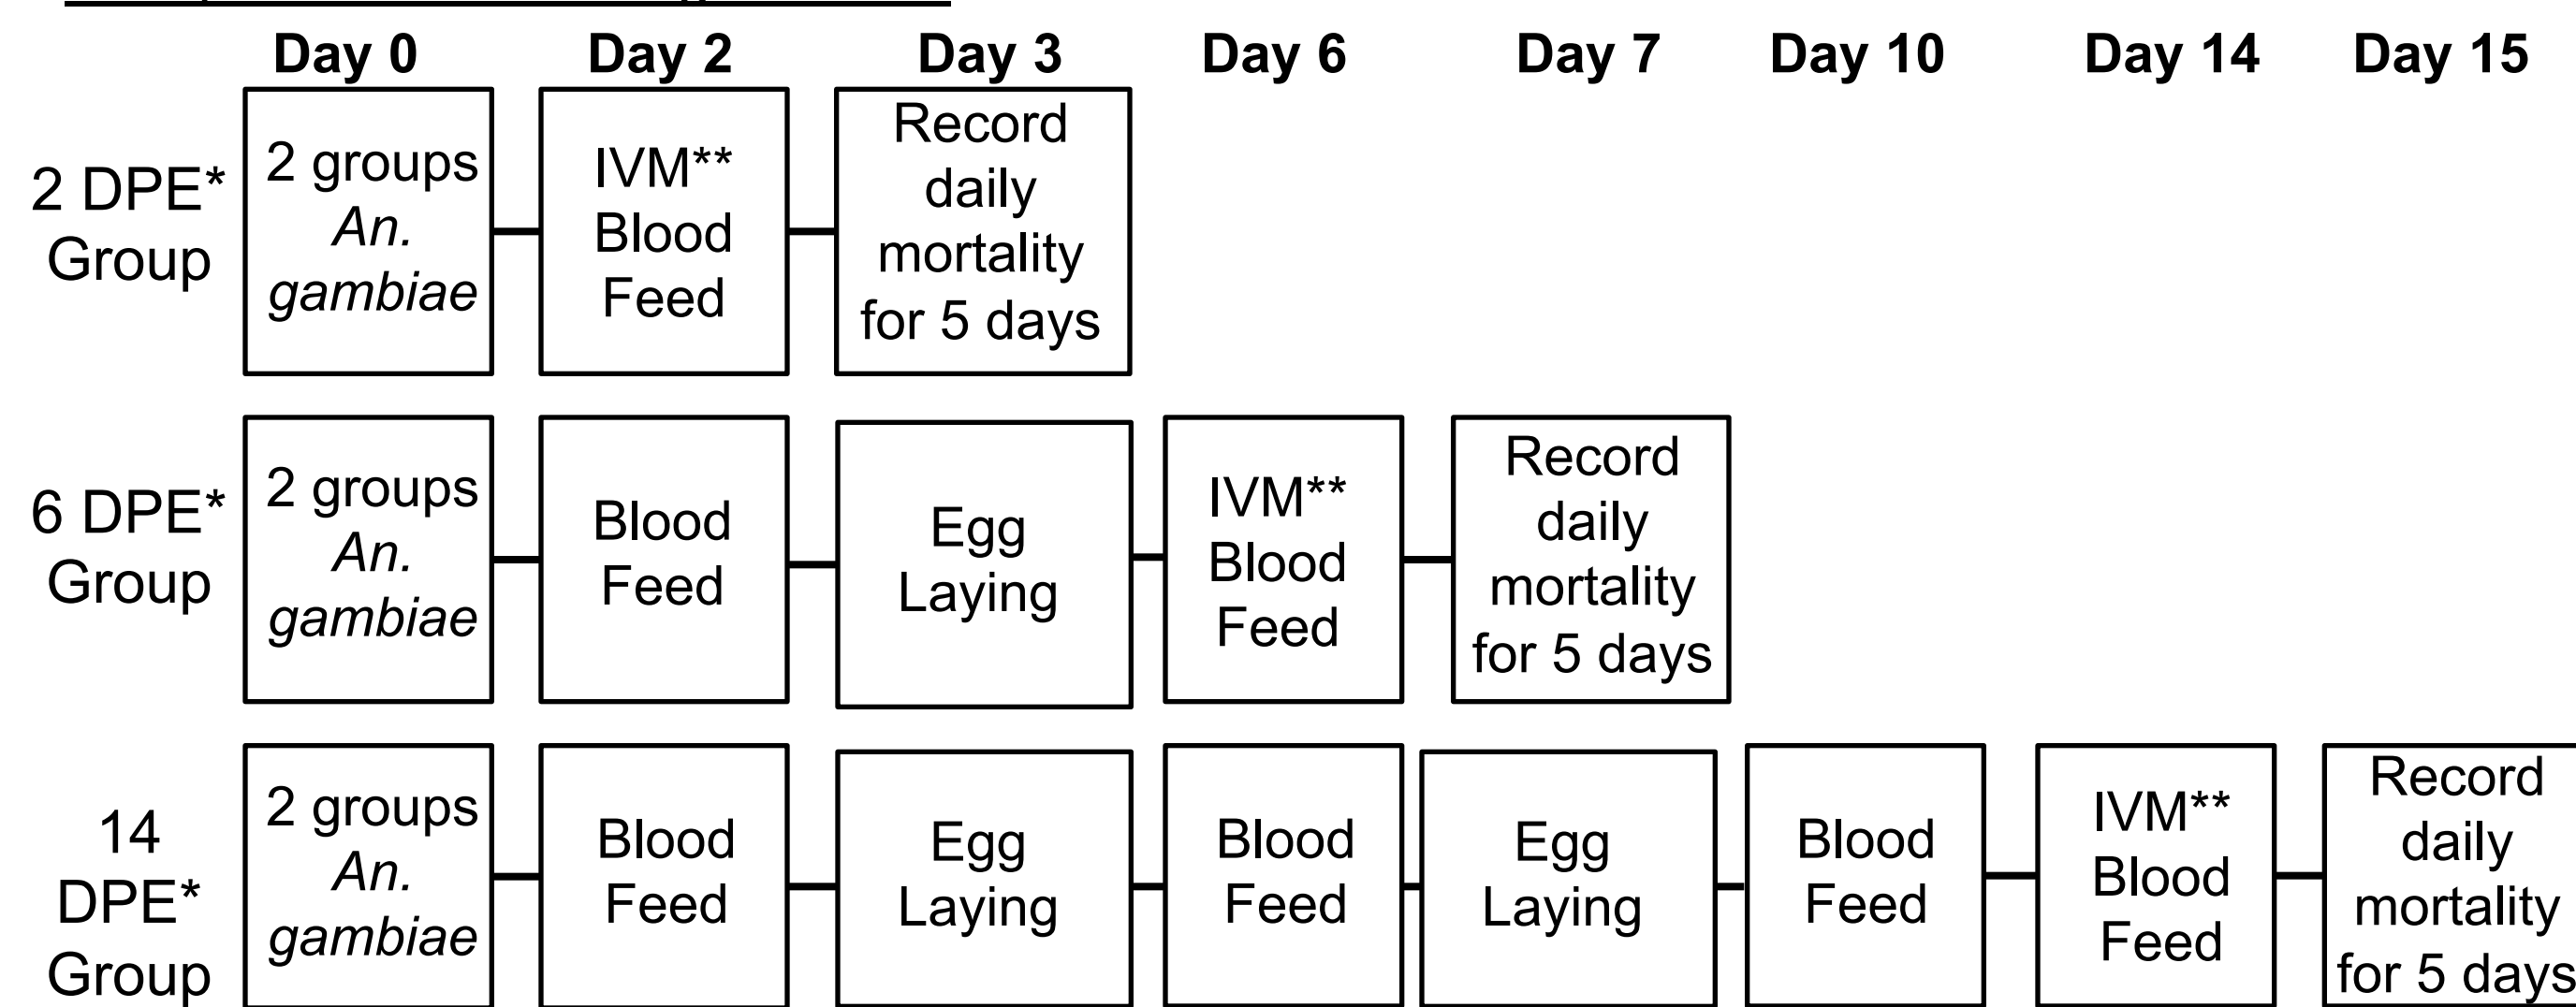 Day 0 Day 2 Day 3 Day 6 Day 7 Day 10 Day 14 Day 15
2 DPE*
Group
2 groups
An.
gambiae
IVM**
Blood
Feed
Record
daily
mortality
for 5 days
6 DPE*
Group
2 groups
An.
gambiae
Blood
Feed
Egg
Laying
IVM**
Blood
Feed
Record
daily
mortality
for 5 days
14
DPE*
Group
2 groups
An.
gambiae
Blood
Feed
Egg
Laying
Blood
Feed
Egg
Laying
Blood
Feed
IVM**
Blood
Feed
Record
daily
mortality
for 5 days